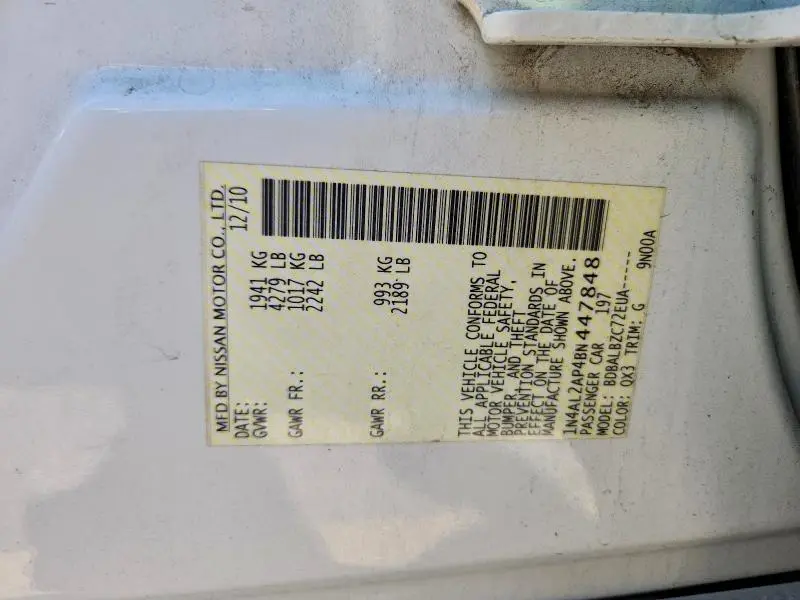 MFD BY NISSAN MOTOR CO., LTD.
DATE: 12/10
GVWR: 1941 KG
4279 LB
GAWR FR.: 1017 KG
2242 LB
GAWR RR.: 993 KG
2189 LB
THIS VEHICLE CONFORMS TO
ALL APPLICABLE FEDERAL
MOTOR VEHICLE SAFETY,
BUMPER, AND THEFT
PREVENTION STANDARDS IN
EFFECT ON THE DATE OF
MANUFACTURE SHOWN ABOVE.
1N4AL2AP4BN447848
PASSENGER CAR 197
MODEL: BDBALBZC72EUA-----
COLOR: QX3 TRIM: G 9N00A